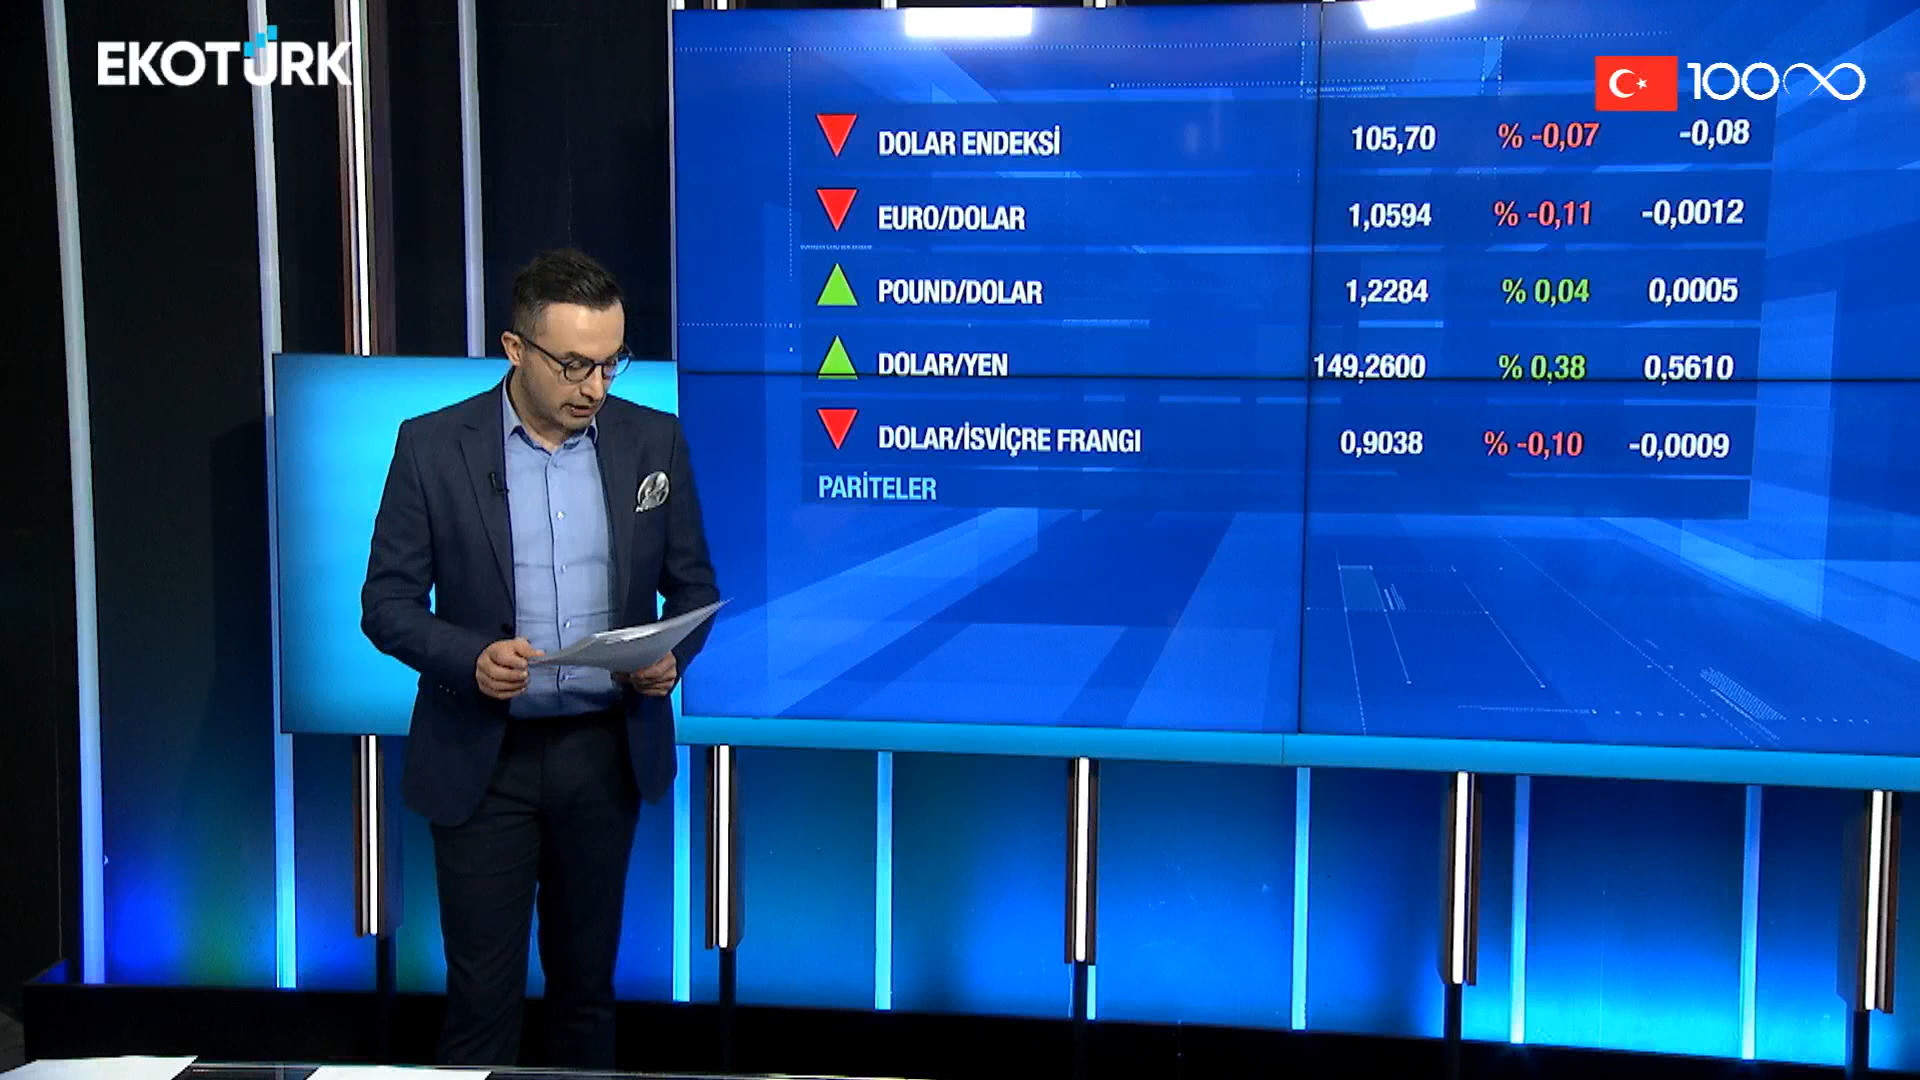 EKOTÜRK
100
DOLAR ENDEKSİ 105,70 % -0,07 -0,08
EURO/DOLAR 1,0594 % -0,11 -0,0012
POUND/DOLAR 1,2284 % 0,04 0,0005
DOLAR/YEN 149,2600 % 0,38 0,5610
DOLAR/İSVİÇRE FRANGI 0,9038 % -0,10 -0,0009
PARİTELER